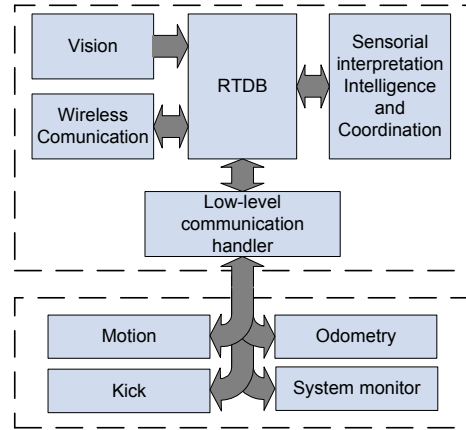 Vision
RTDB
Sensorial
interpretation
Intelligence
and
Coordination
Wireless
Comunication
Low-level
communication
handler
Motion
Odometry
Kick
System monitor